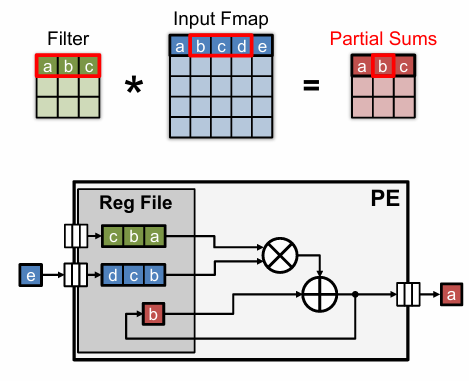 Filter
Input Fmap
Partial Sums
a b c
*
a b c d e
=
a b c
Reg File
PE
c b a
e
d c b
b
a